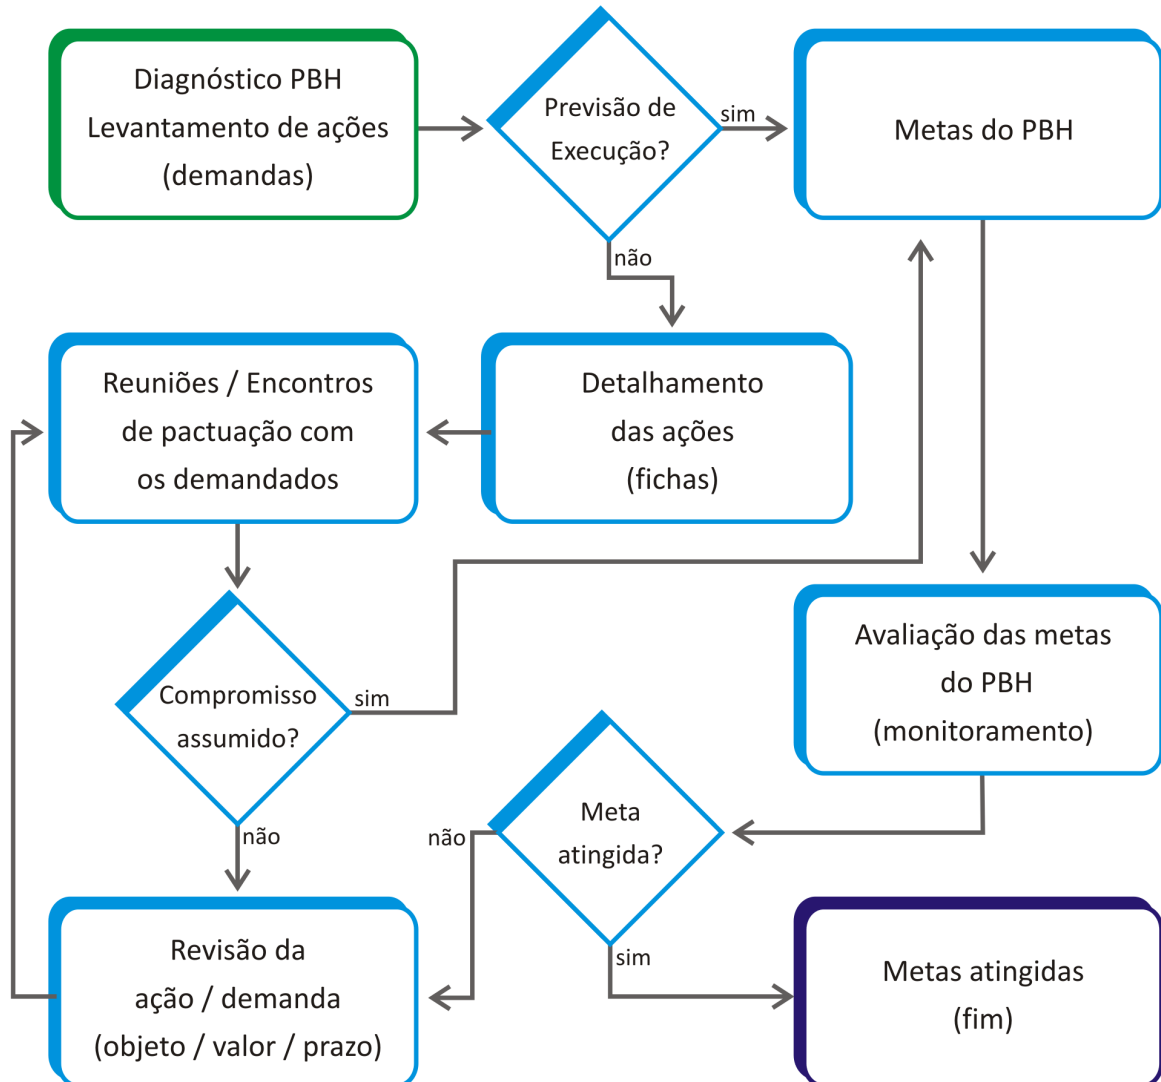 Diagnóstico PBH
Levantamento de ações
(demandas)
Previsão de
Execução?
sim
Metas do PBH
não
Reuniões / Encontros
de pactuação com
os demandados
Detalhamento
das ações
(fichas)
Compromisso
assumido?
sim
não
Avaliação das metas
do PBH
(monitoramento)
Meta
atingida?
não
sim
Revisão da
ação / demanda
(objeto / valor / prazo)
Metas atingidas
(fim)